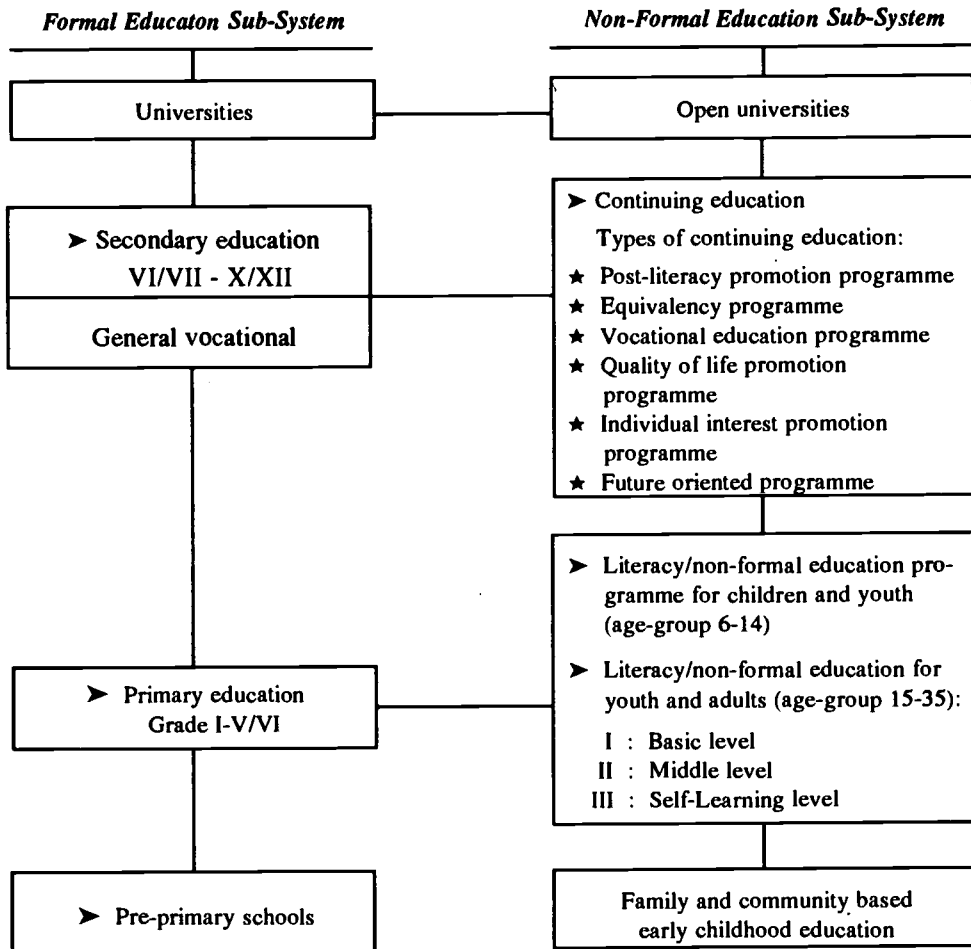 Formal Educaton Sub-System
Universities
➤ Secondary education
VI/VII - X/XII
General vocational
➤ Primary education
Grade I-V/VI
➤ Pre-primary schools
Non-Formal Education Sub-System
Open universities
➤ Continuing education
Types of continuing education:
★ Post-literacy promotion programme
★ Equivalency programme
★ Vocational education programme
★ Quality of life promotion
programme
★ Individual interest promotion
programme
★ Future oriented programme
➤ Literacy/non-formal education pro-
gramme for children and youth
(age-group 6-14)
➤ Literacy/non-formal education for
youth and adults (age-group 15-35):
I : Basic level
II : Middle level
III : Self-Learning level
Family and community based
early childhood education